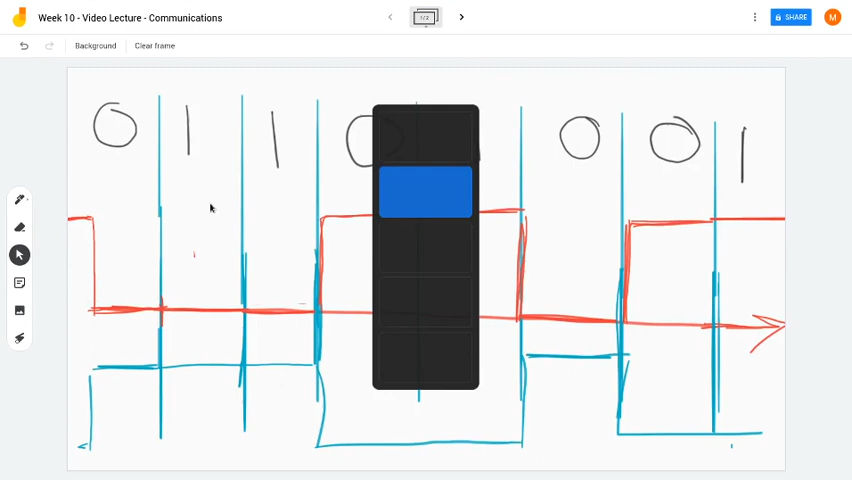 Week 10 - Video Lecture - Communications
1/2
SHARE
M
Background
Clear frame
0 1 1 0 0 0 1